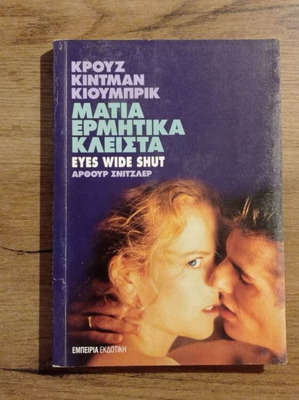 ΚΡΟΥΖ
ΚΙΝΤΜΑΝ
ΚΙΟΥΜΠΡΙΚ
ΜΑΤΙΑ
ΕΡΜΗΤΙΚΑ
ΚΛΕΙΣΤΑ
EYES WIDE SHUT
ΑΡΘΟΥΡ ΣΝΙΤΖΛΕΡ
ΕΜΠΕΙΡΙΑ ΕΚΔΟΤΙΚΗ